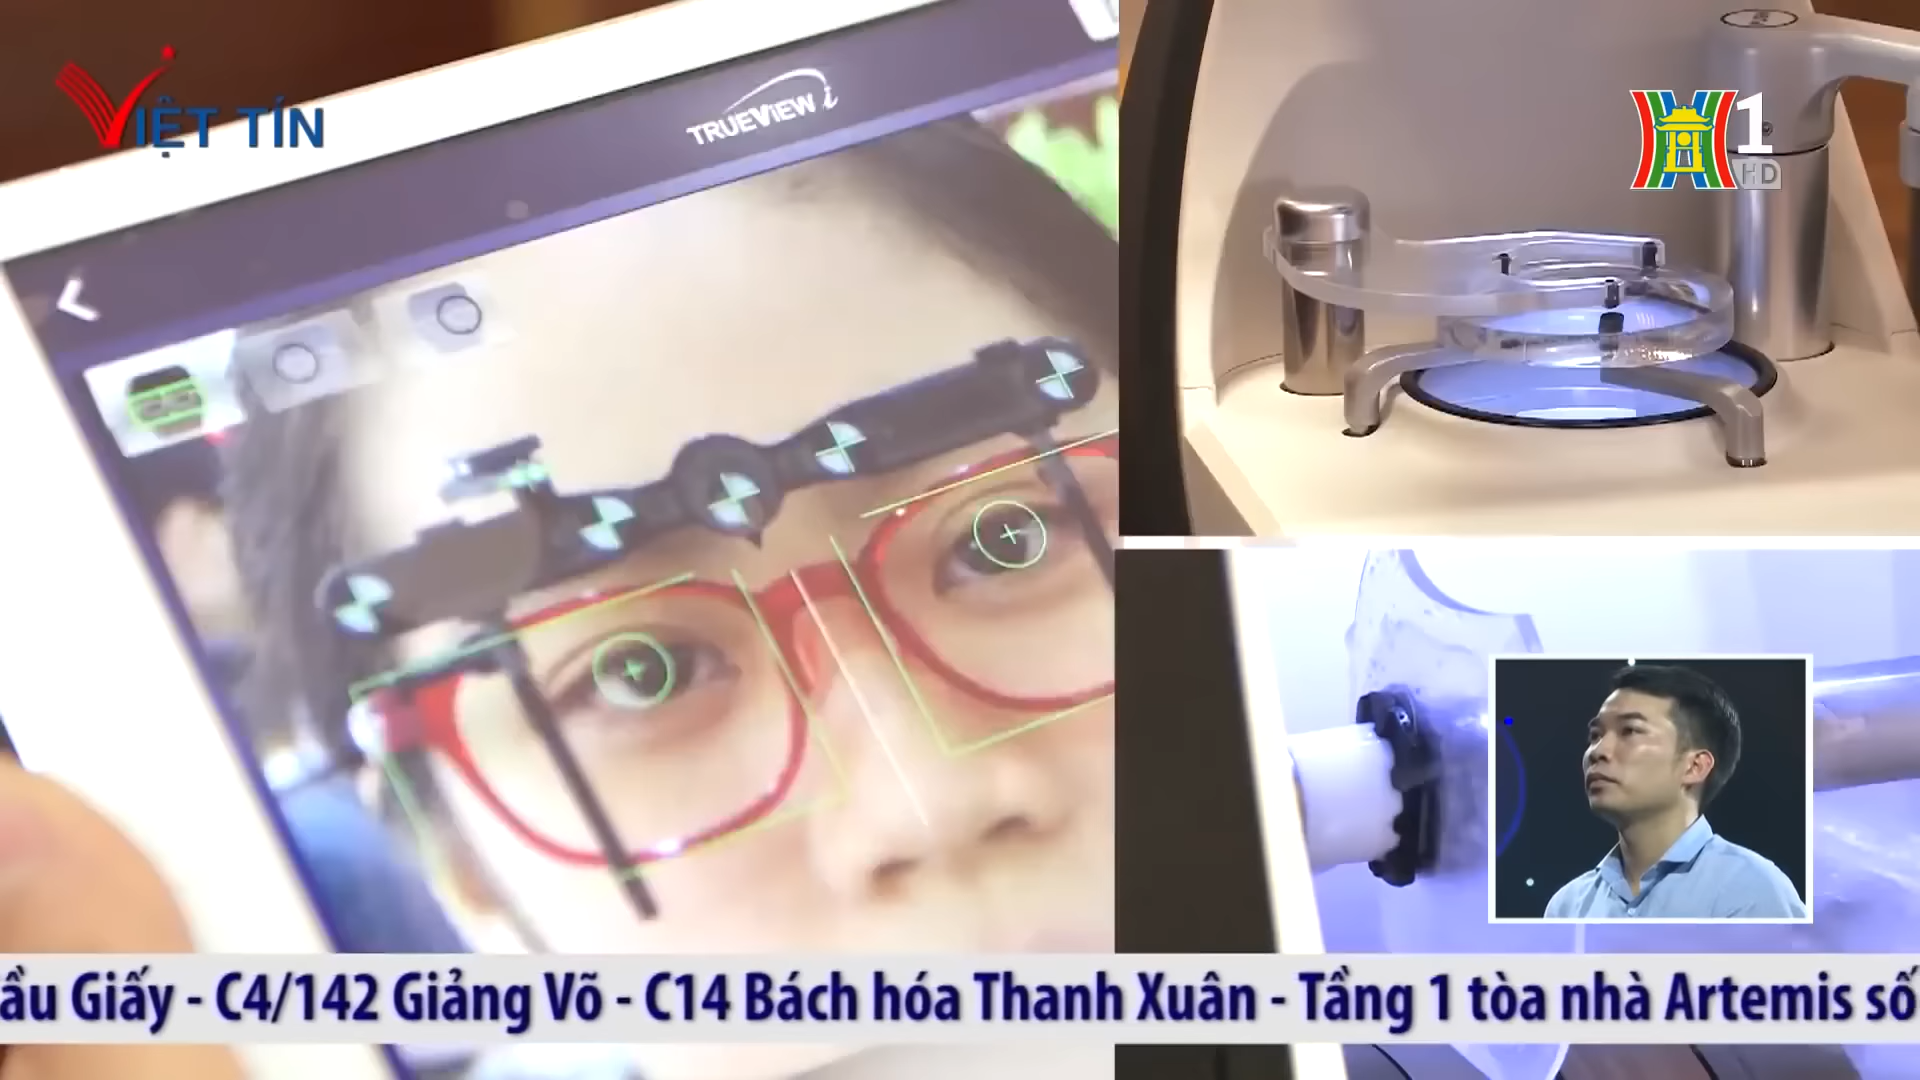 VIỆT TÍN
TRUEVIEW i
1
HD
ầu Giấy - C4/142 Giảng Võ - C14 Bách hóa Thanh Xuân - Tầng 1 tòa nhà Artemis số